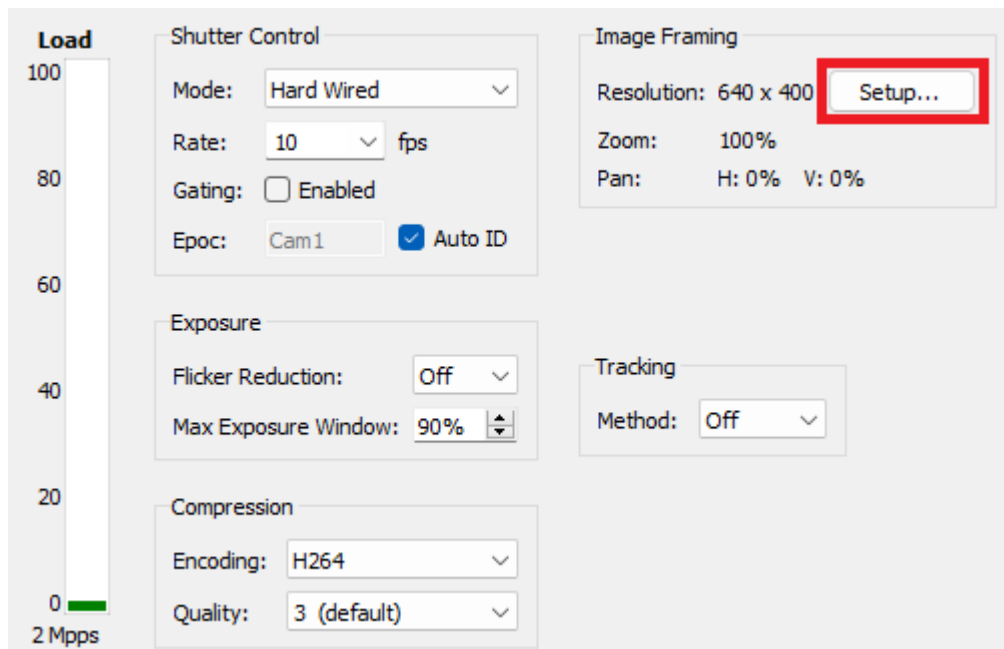 Load
100
80
60
40
20
0
2 Mpps
Shutter Control
Mode: Hard Wired
Rate: 10 fps
Gating: Enabled
Epoc: Cam1 Auto ID
Exposure
Flicker Reduction: Off
Max Exposure Window: 90%
Compression
Encoding: H264
Quality: 3 (default)
Image Framing
Resolution: 640 x 400 Setup...
Zoom: 100%
Pan: H: 0% V: 0%
Tracking
Method: Off